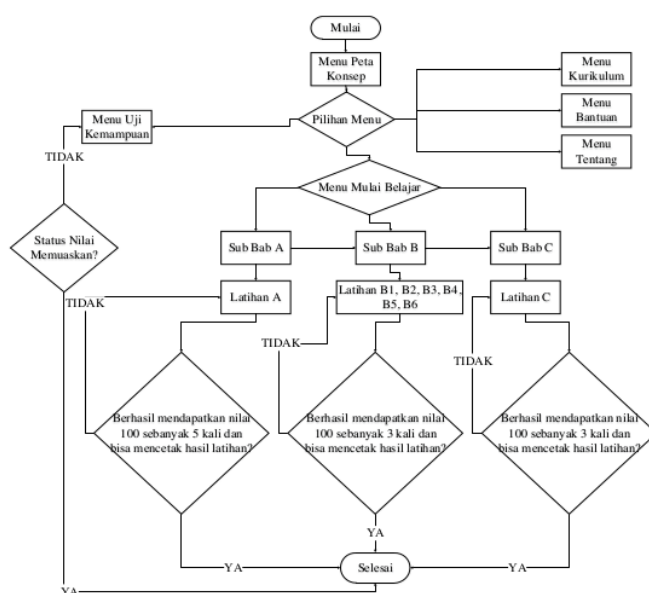 Mulai
Menu Peta
Konsep
Menu
Kurikulum
Menu Uji
Kemampuan
Pilihan Menu
Menu
Bantuan
Menu
Tentang
TIDAK
Menu Mulai Belajar
Status Nilai
Memuaskan?
Sub Bab A
Sub Bab B
Sub Bab C
TIDAK
Latihan A
Latihan B1, B2, B3, B4,
B5, B6
Latihan C
TIDAK
TIDAK
Berhasil mendapatkan nilai
100 sebanyak 5 kali dan
bisa mencetak hasil latihan?
Berhasil mendapatkan nilai
100 sebanyak 3 kali dan
bisa mencetak hasil latihan?
Berhasil mendapatkan nilai
100 sebanyak 3 kali dan
bisa mencetak hasil latihan?
YA
YA
Selesai
YA
YA